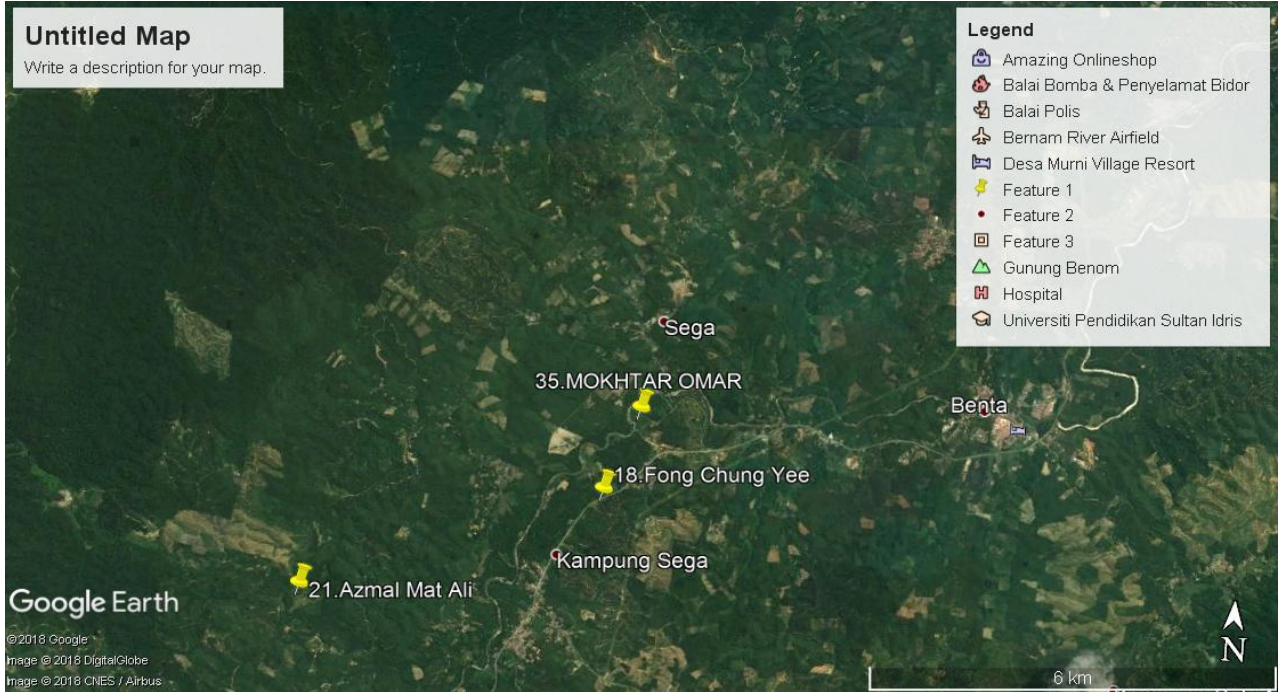 Untitled Map
Write a description for your map.
Legend
Amazing Onlineshop
Balai Bomba & Penyelamat Bidor
Balai Polis
Bernam River Airfield
Desa Murni Village Resort
Feature 1
Feature 2
Feature 3
Gunung Benom
Hospital
Universiti Pendidikan Sultan Idris
Sega
35.MOKHTAR OMAR
Benta
18.Fong Chung Yee
Kampung Sega
21.Azmal Mat Ali
Google Earth
©2018 Google
Image © 2018 DigitalGlobe
Image © 2018 CNES / Airbus
N
6 km